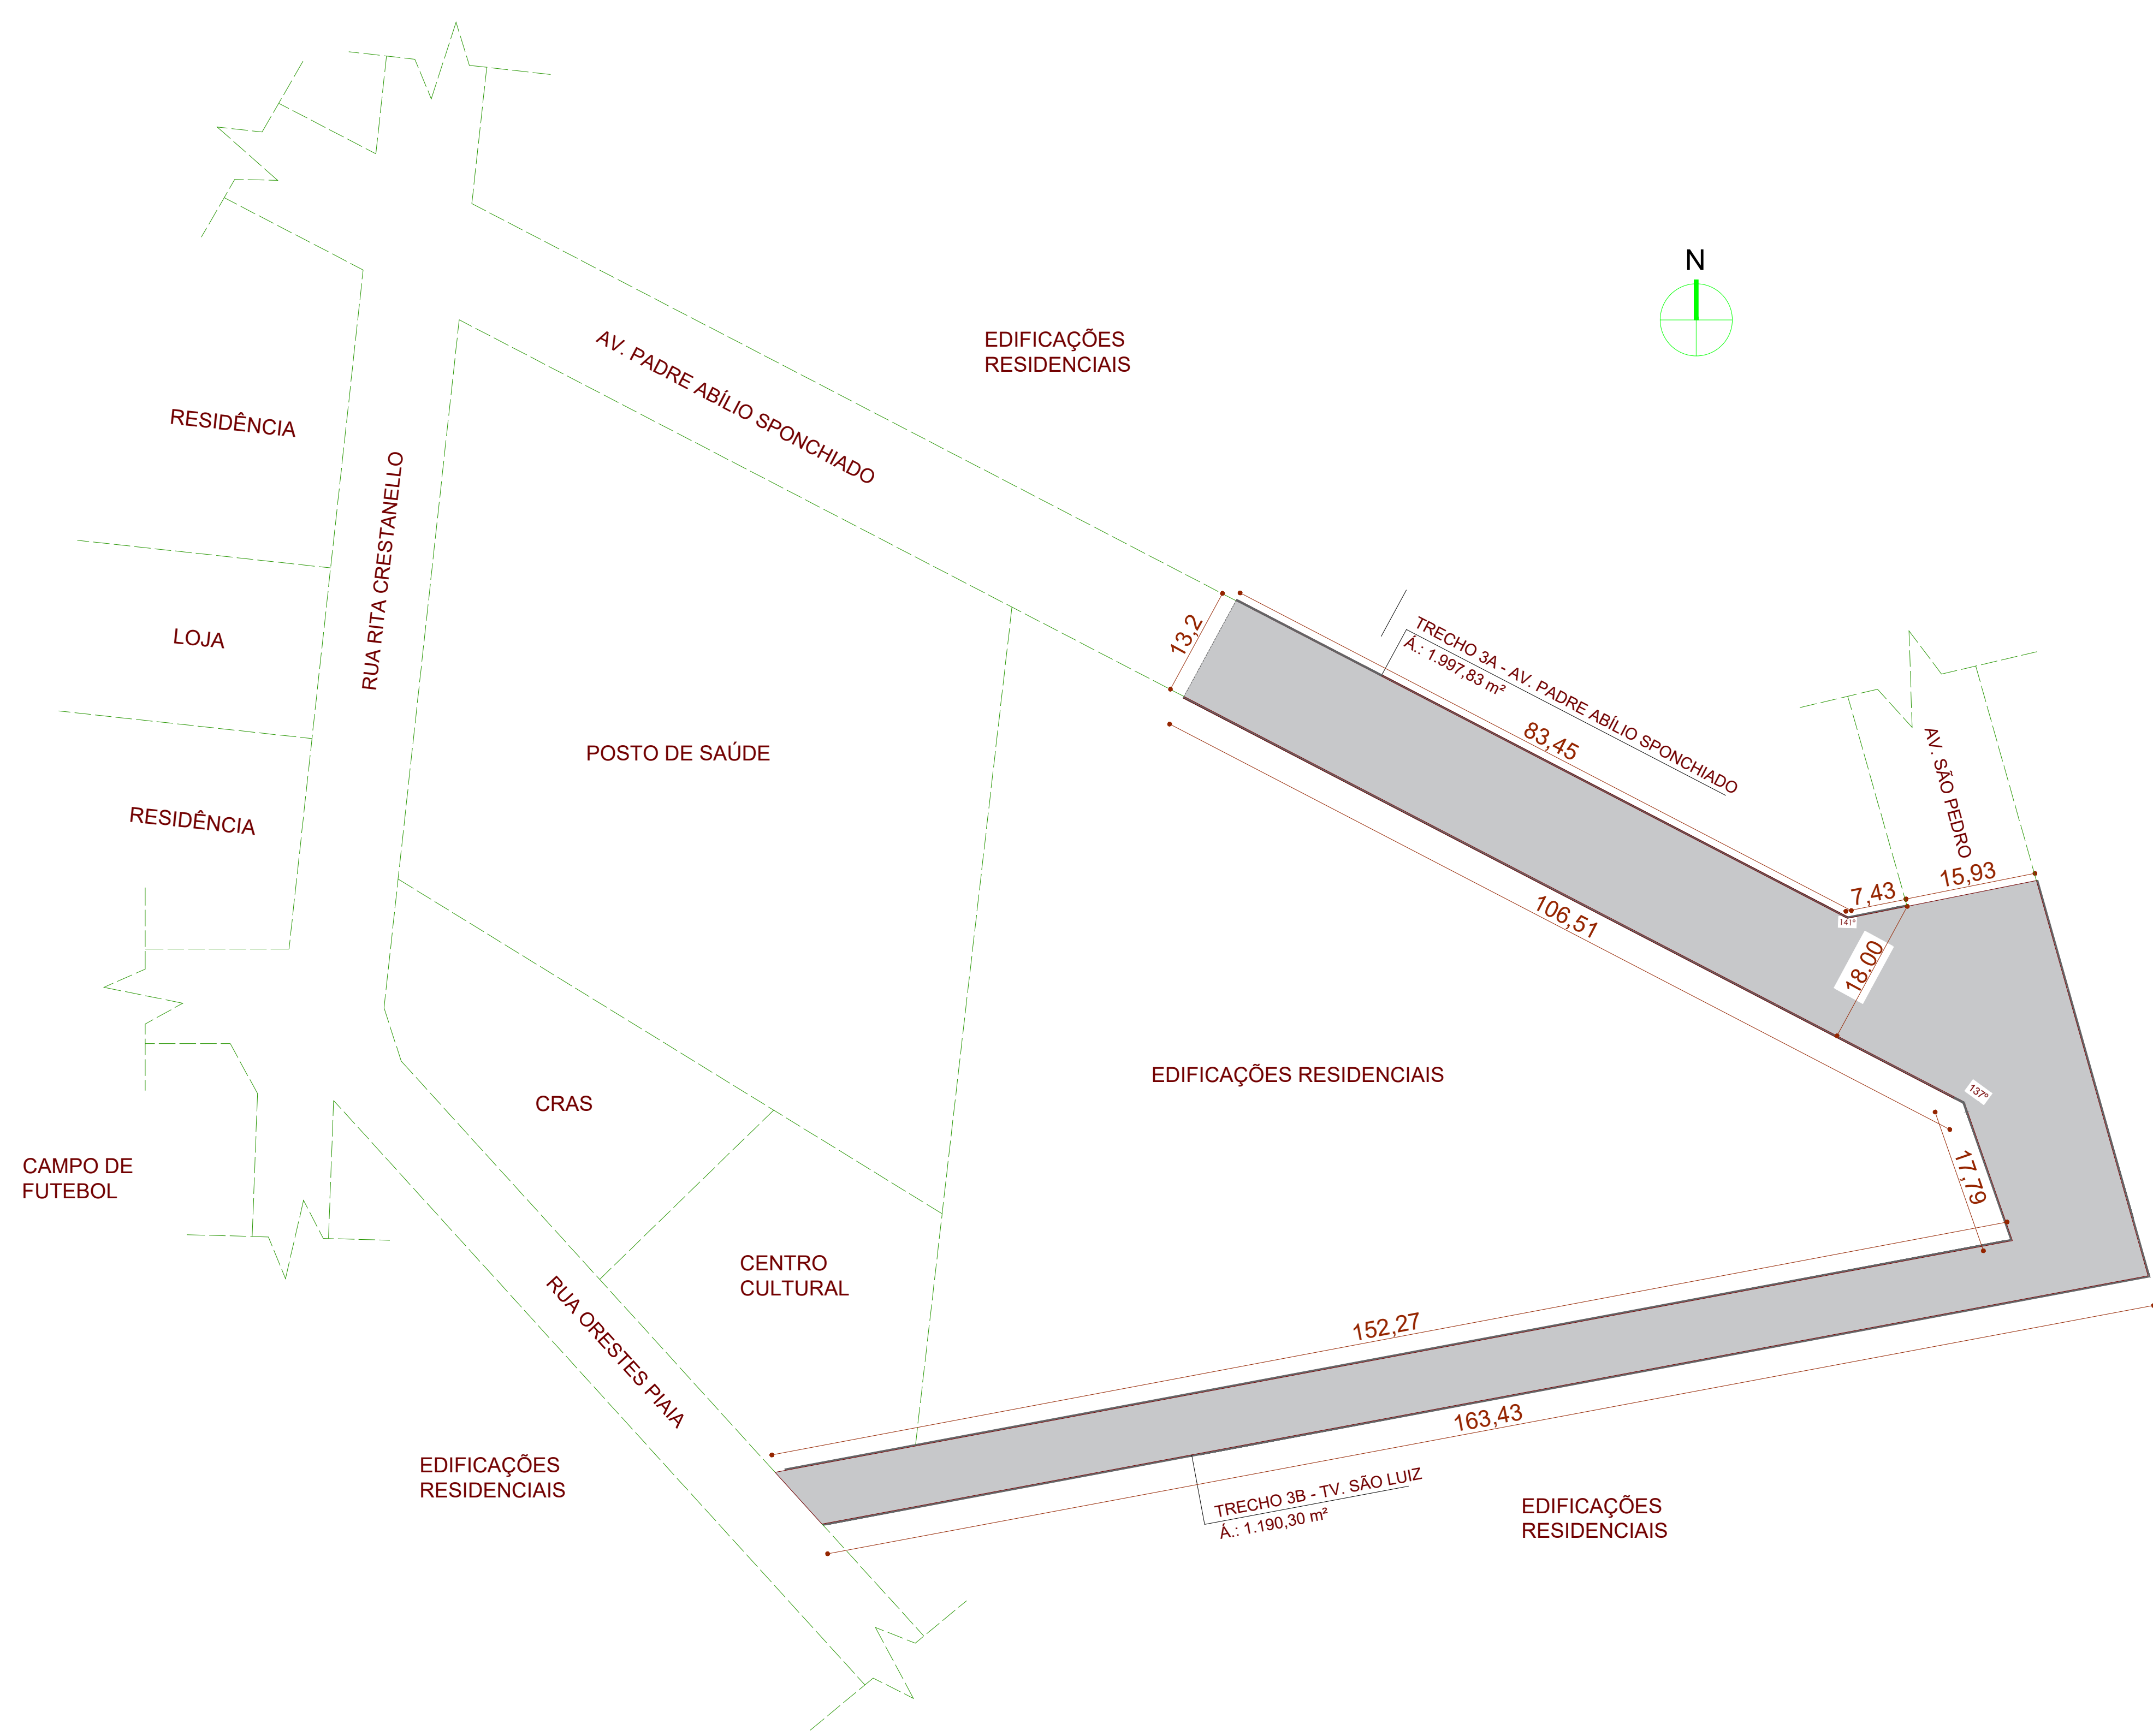 N
EDIFICAÇÕES
RESIDENCIAIS
AV. PADRE ABÍLIO SPONCHIADO
RESIDÊNCIA
RUA RITA CRESTANELLO
LOJA
RESIDÊNCIA
POSTO DE SAÚDE
13,2
TRECHO 3A - AV. PADRE ABÍLIO SPONCHIADO
Á.: 1.997,83 m²
83,45
AV. SÃO PEDRO
7,43
15,93
141º
106,51
18.00
EDIFICAÇÕES RESIDENCIAIS
137º
CRAS
CAMPO DE
FUTEBOL
17,79
CENTRO
CULTURAL
RUA ORESTES PIAIA
152,27
163,43
EDIFICAÇÕES
RESIDENCIAIS
TRECHO 3B - TV. SÃO LUIZ
Á.: 1.190,30 m²
EDIFICAÇÕES
RESIDENCIAIS